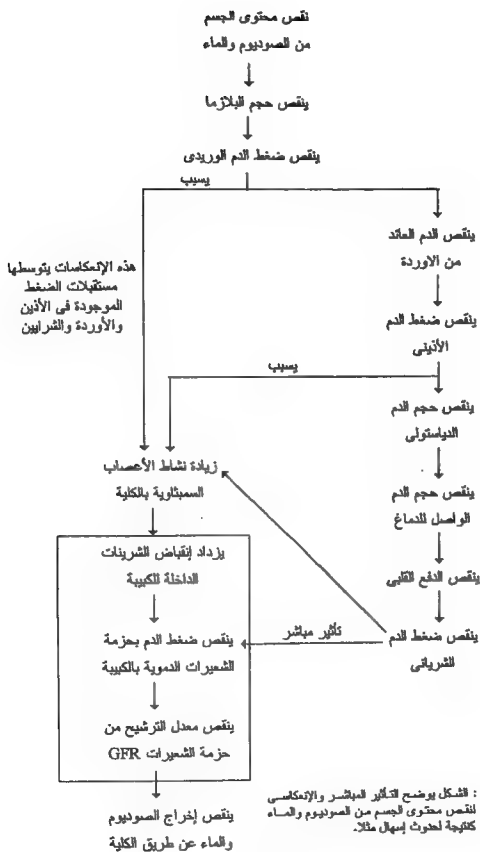 نقص محتوى الجسم
من الصوديوم والماء
ينقص حجم البلازما
ينقص ضغط الدم الوريدى
يسبب
ينقص الدم العائد
من الاوردة
هذه الإنعكاسات يتوسطها
مستقبلات الضغط
الموجودة فى الأذين
والأوردة والشرايين
ينقص ضغط الدم
الأذينى
يسبب
ينقص حجم الدم
الدياستولى
زيادة نشاط الأعصاب
السمبثاوية بالكلية
ينقص حجم الدم
الواصل للدماغ
يزداد إنقباض الشرينات
الداخلة للكبيبة
ينقص الدفع القلبى
تأثير مباشر
ينقص ضغط الدم
الشريانى
ينقص ضغط الدم بحزمة
الشعيرات الدموية بالكبيبة
ينقص معدل الترشيح من
حزمة الشعيرات GFR
ينقص إخراج الصوديوم
والماء عن طريق الكلية
: الشكل يوضح التأثير المباشر والإنعكاسى
لنقص محتوى الجسم من الصوديوم والماء
كنتيجة لحدوث إسهال مثلا.